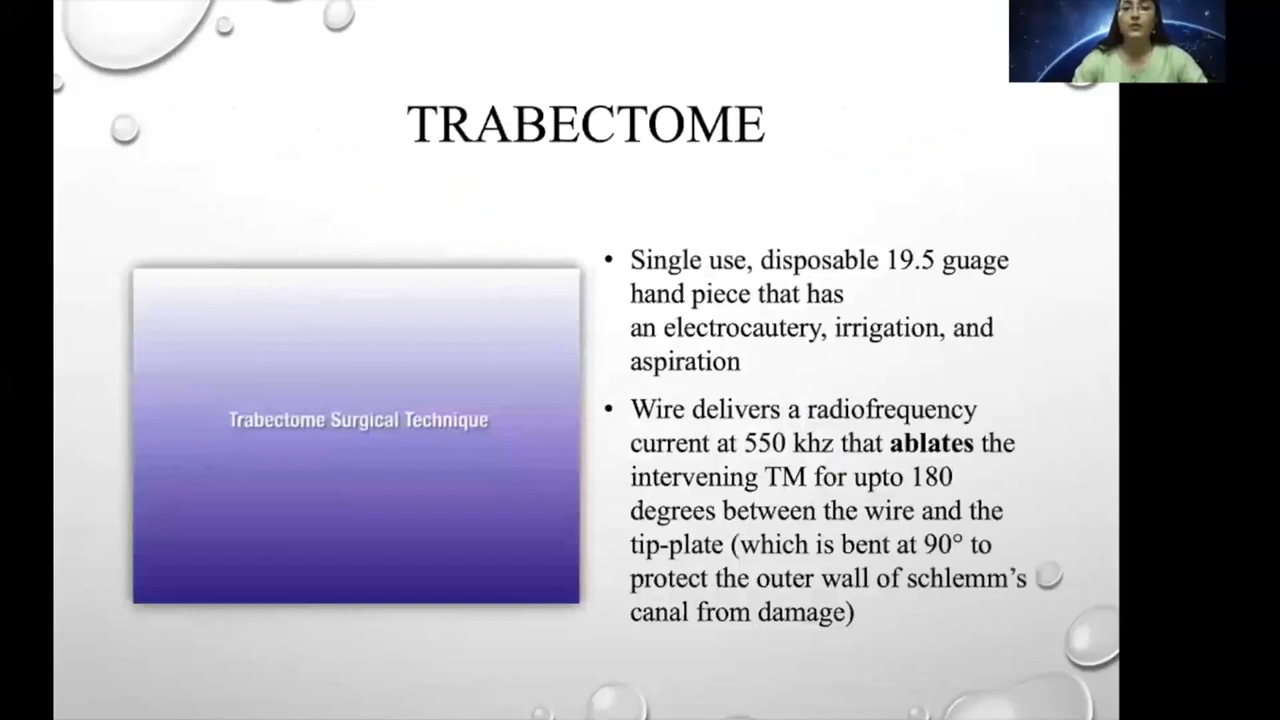 TRABECTOME
Trabectome Surgical Technique
• Single use, disposable 19.5 guage
hand piece that has
an electrocautery, irrigation, and
aspiration
• Wire delivers a radiofrequency
current at 550 khz that ablates the
intervening TM for upto 180
degrees between the wire and the
tip-plate (which is bent at 90° to
protect the outer wall of schlemm’s
canal from damage)